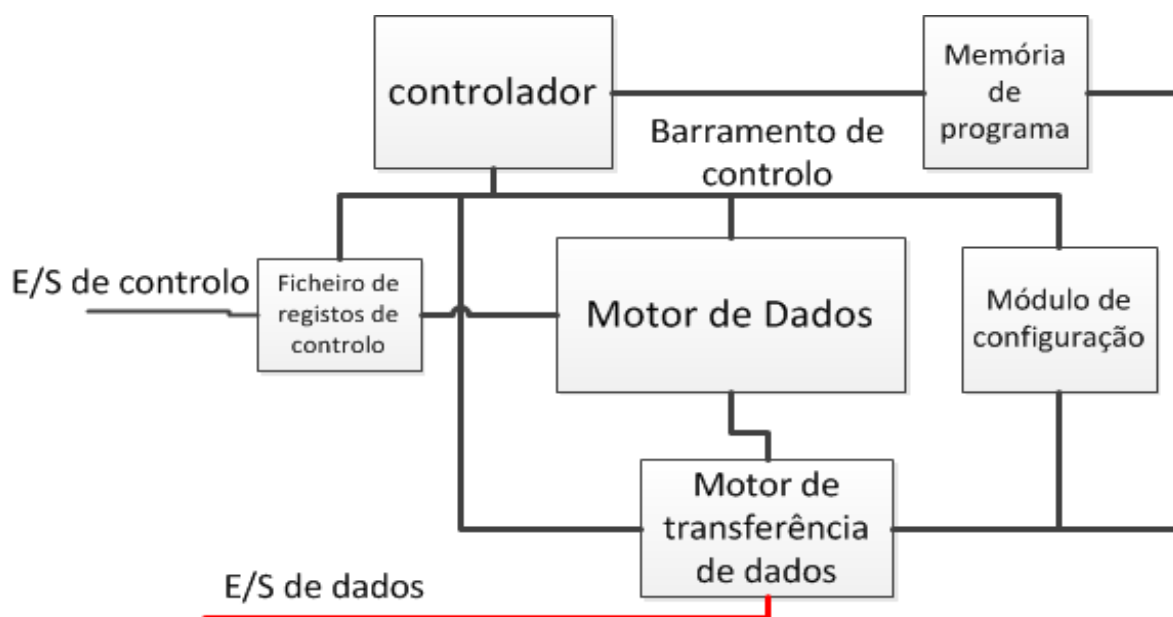 controlador
Memória
de
programa
Barramento de
controlo
E/S de controlo
Ficheiro de
registos de
controlo
Motor de Dados
Módulo de
configuração
Motor de
transferência
de dados
E/S de dados